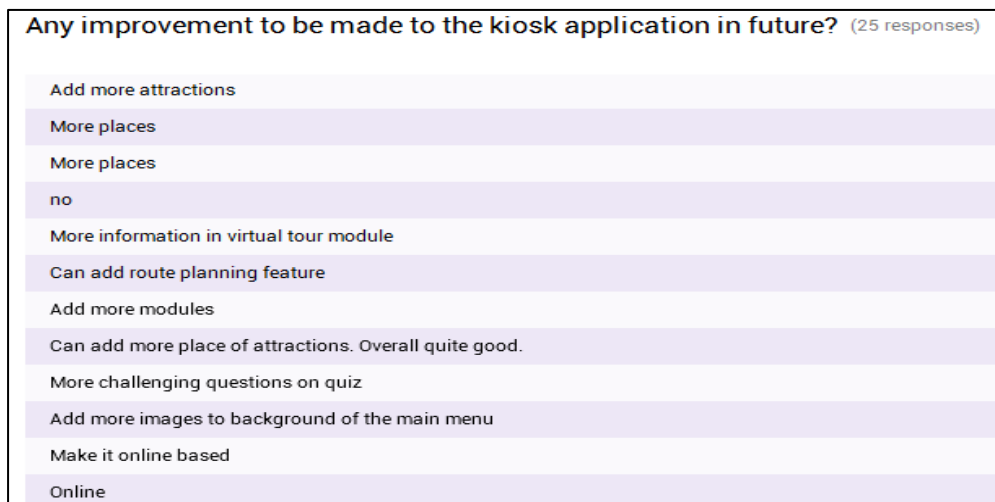 Any improvement to be made to the kiosk application in future? (25 responses)
Add more attractions
More places
More places
no
More information in virtual tour module
Can add route planning feature
Add more modules
Can add more place of attractions. Overall quite good.
More challenging questions on quiz
Add more images to background of the main menu
Make it online based
Online